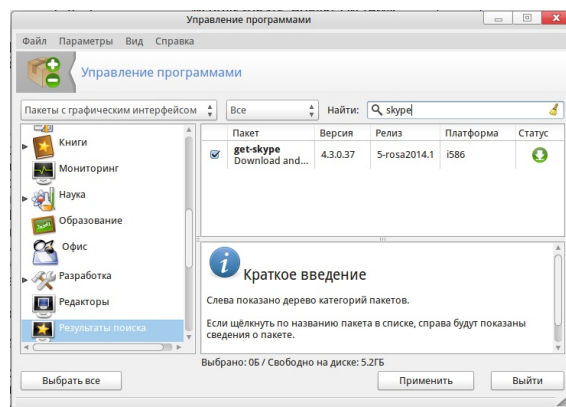 Управление программами
Файл Параметры Вид Справка
Управление программами
Пакеты с графическим интерфейсом Все Найти: skype
Книги
Мониторинг
Наука
Образование
Офис
Разработка
Редакторы
Результаты поиска
Пакет Версия Релиз Платформа Статус
get-skype
Download and... 4.3.0.37 5-rosa2014.1 i586
Краткое введение
Слева показано дерево категорий пакетов.
Если щёлкнуть по названию пакета в списке, справа будут показаны
сведения о пакете.
Выбрано: 0Б / Свободно на диске: 5.2ГБ
Выбрать все Применить Выйти